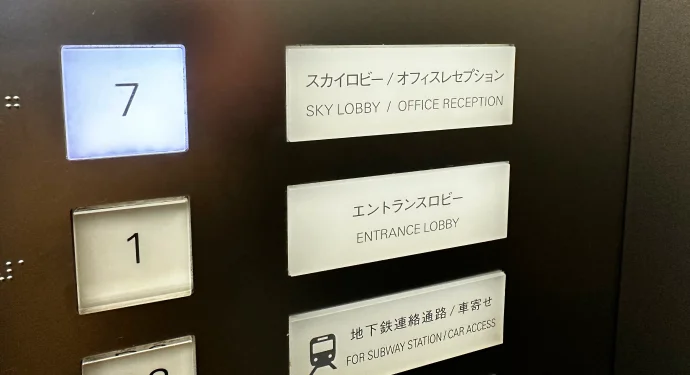 7
スカイロビー / オフィスレセプション
SKY LOBBY / OFFICE RECEPTION
1
エントランスロビー
ENTRANCE LOBBY
地下鉄連絡通路 / 車寄せ
FOR SUBWAY STATION / CAR ACCESS